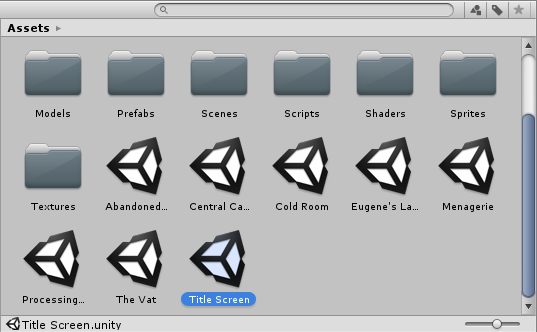 Assets
Models Prefabs Scenes Scripts Shaders Sprites
Textures Abandoned... Central Ca... Cold Room Eugene's La... Menagerie
Processing... The Vat Title Screen
Title Screen.unity